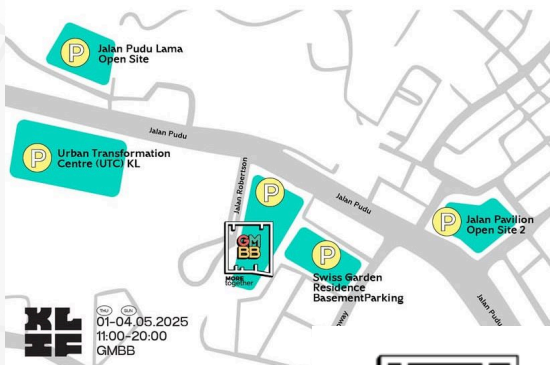 P
Jalan Pudu Lama
Open Site
Jalan Pudu
P
Urban Transformation
Centre (UTC) KL
Jalan Robertson
P
Jalan Pudu
P
Jalan Pavilion
Open Site 2
GM
BB
MORE
together
P
Swiss Garden
Residence
BasementParking
Jalan Pudu
KL
IF
THU SUN
01-04.05.2025
11:00-20:00
GMBB